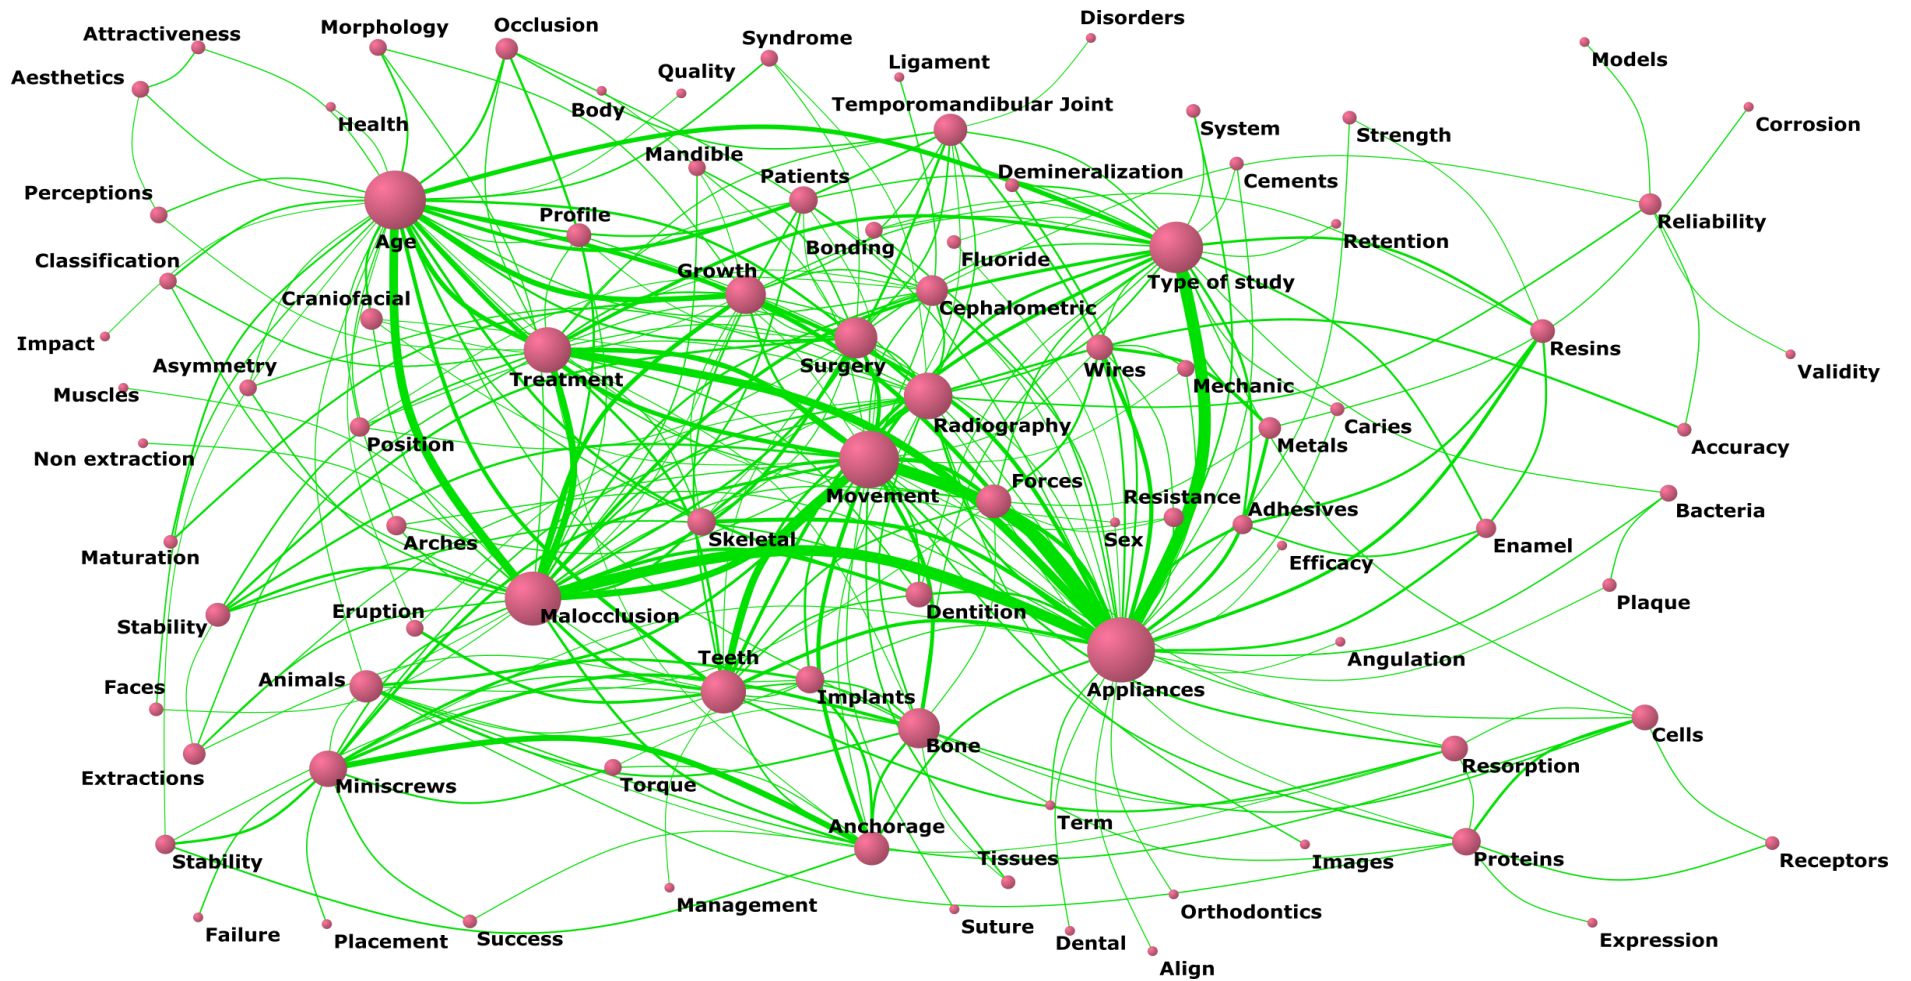 Disorders
Occlusion
Morphology
Attractiveness
Syndrome
Models
Ligament
Quality
Aesthetics
Temporomandibular Joint
Body
Health
Corrosion
System
Strength
Mandible
Demineralization
Patients
Cements
Perceptions
Profile
Reliability
Age
Bonding
Retention
Fluoride
Classification
Growth
Type of study
Craniofacial
Cephalometric
Impact
Resins
Asymmetry
Surgery
Wires
Validity
Treatment
Mechanic
Muscles
Radiography
Caries
Position
Metals
Accuracy
Non extraction
Forces
Movement
Resistance
Adhesives
Bacteria
Skeletal
Sex
Arches
Enamel
Maturation
Efficacy
Plaque
Eruption
Dentition
Malocclusion
Stability
Teeth
Angulation
Animals
Faces
Appliances
Implants
Cells
Bone
Resorption
Extractions
Miniscrews
Torque
Term
Anchorage
Tissues
Proteins
Receptors
Stability
Images
Management
Orthodontics
Suture
Failure
Placement
Success
Dental
Expression
Align